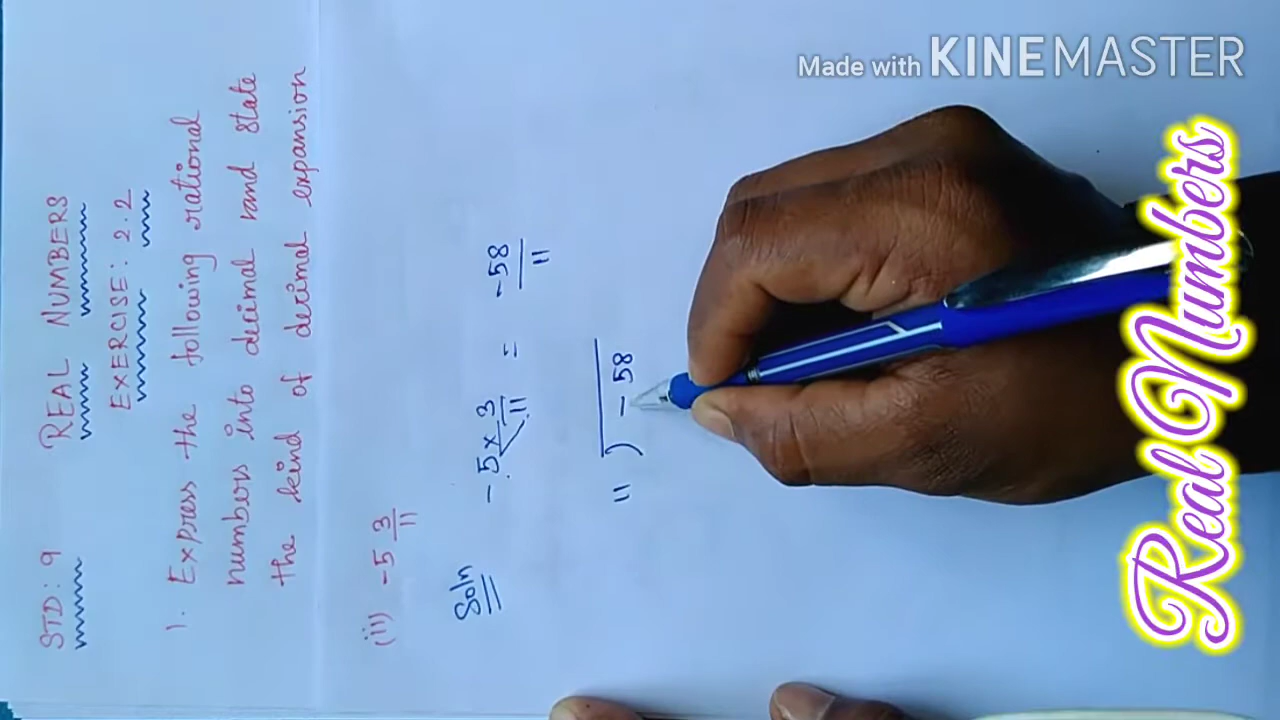 STD: 9 REAL NUMBERS
EXERCISE: 2.2
1. Express the following rational
numbers into decimal and state
the kind of decimal expansion
(ii) -5 3/11
Soln -5 × 3/11 = -58/11
11 ) -58
Made with KINEMASTER
Real Numbers